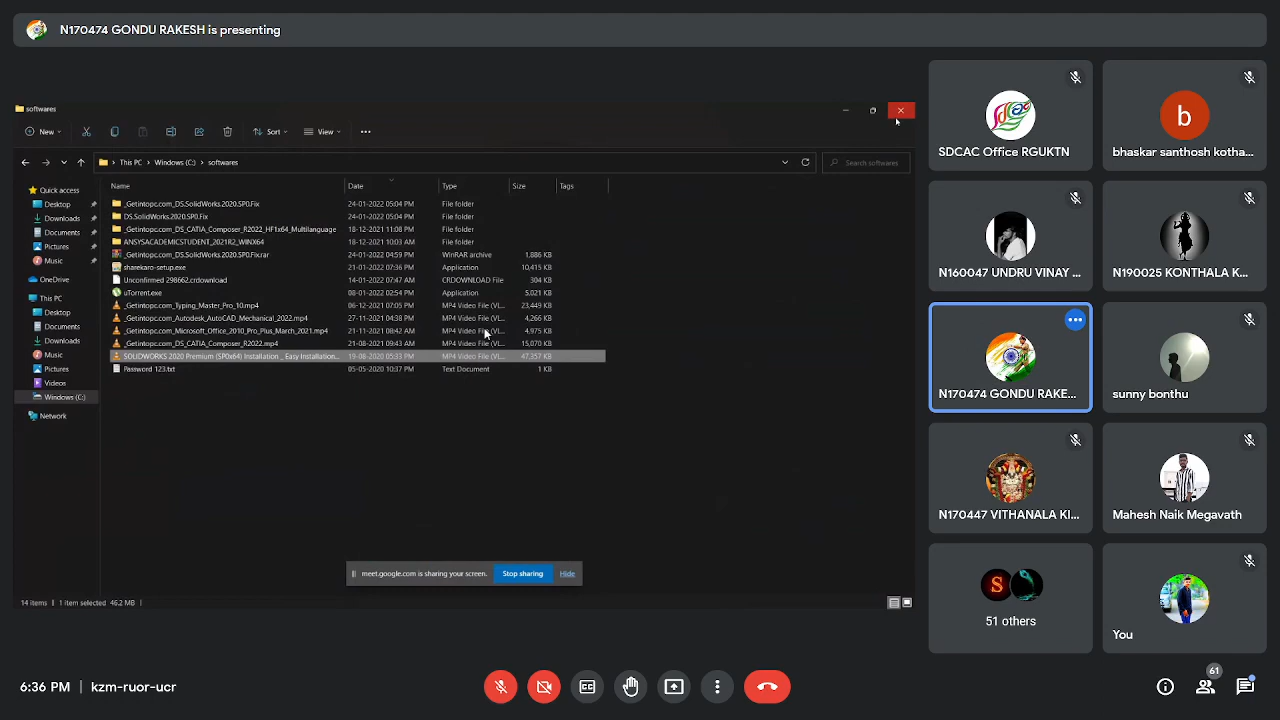 N170474 GONDU RAKESH is presenting
softwares
New
Sort
View
This PC > Windows (C:) > softwares
Search softwares
Name Date Type Size Tags
Quick access
Desktop
Downloads
Documents
Pictures
Music
OneDrive
This PC
Desktop
Documents
Downloads
Music
Pictures
Videos
Windows (C:)
Network
_Getintopc.com_DS.SolidWorks.2020.SP0.Fix 24-01-2022 05:04 PM File folder
DS.SolidWorks.2020.SP0.Fix 24-01-2022 05:04 PM File folder
_Getintopc.com_DS_CATIA_Composer_R2022_HF1x64_Multilanguage 18-12-2021 11:08 PM File folder
ANSYSACADEMICSTUDENT_2021R2_WINX64 18-12-2021 10:03 AM File folder
_Getintopc.com_DS.SolidWorks.2020.SP0.Fix.rar 24-01-2022 04:59 PM WinRAR archive 1,886 KB
sharekaro-setup.exe 21-01-2022 07:36 PM Application 10,415 KB
Unconfirmed 298662.crdownload 14-01-2022 07:47 AM CRDOWNLOAD File 0 KB
uTorrent.exe 08-01-2022 03:04 PM Application 5,021 KB
_Getintopc.com_Typing_Master_Pro_10.mp4 06-12-2021 07:05 PM MP4 Video File (VL... 23,449 KB
_Getintopc.com_Autodesk_AutoCAD_Mechanical_2022.mp4 27-11-2021 04:38 PM MP4 Video File (VL... 4,266 KB
_Getintopc.com_Microsoft_Office_2010_Pro_Plus_March_2021.mp4 21-11-2021 08:42 AM MP4 Video File (VL... 4,975 KB
_Getintopc.com_DS_CATIA_Composer_R2022.mp4 06-11-2021 09:43 AM MP4 Video File (VL... 15,070 KB
SOLIDWORKS 2020 Premium (SP0x64) Installation _ Easy Installation... 19-08-2020 05:33 PM MP4 Video File (VL... 47,357 KB
Password 123.txt 05-05-2020 10:37 PM Text Document 1 KB
meet.google.com is sharing your screen. Stop sharing Hide
14 items 1 item selected 46.2 MB
SDCAC Office RGUKTN
b
bhaskar santhosh kotha...
N160047 UNDRU VINAY ...
N190025 KONTHALA K...
N170474 GONDU RAKE...
sunny bonthu
N170447 VITHANALA KI...
Mahesh Naik Megavath
S
51 others
You
6:36 PM | kzm-ruor-ucr
61